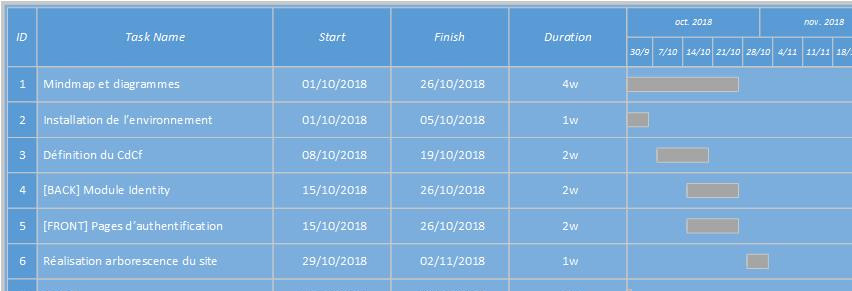 ID Task Name Start Finish Duration oct. 2018 nov. 2018
30/9 7/10 14/10 21/10 28/10 4/11 11/11
1 Mindmap et diagrammes 01/10/2018 26/10/2018 4w
2 Installation de l'environnement 01/10/2018 05/10/2018 1w
3 Définition du CdCf 08/10/2018 19/10/2018 2w
4 [BACK] Module Identity 15/10/2018 26/10/2018 2w
5 [FRONT] Pages d'authentification 15/10/2018 26/10/2018 2w
6 Réalisation arborescence du site 29/10/2018 02/11/2018 1w